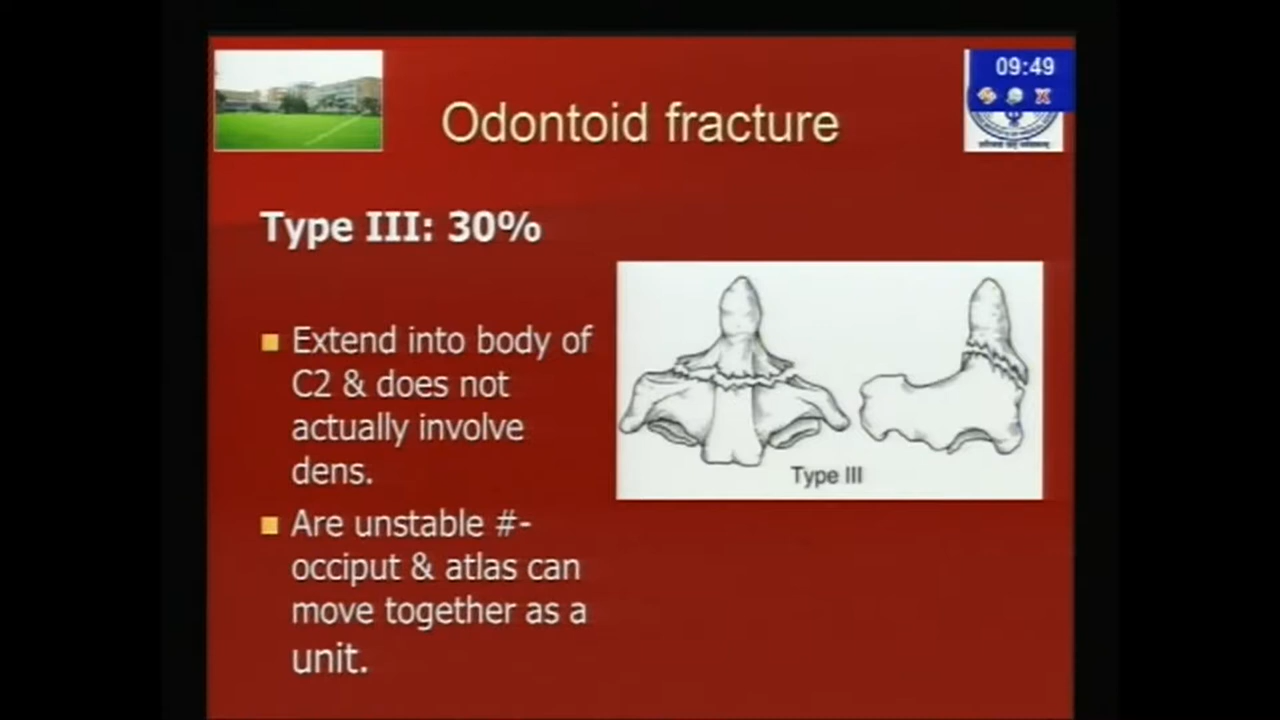 09:49
Odontoid fracture
Type III: 30%
Extend into body of
C2 & does not
actually involve
dens.
Are unstable #-
occiput & atlas can
move together as a
unit.
Type III